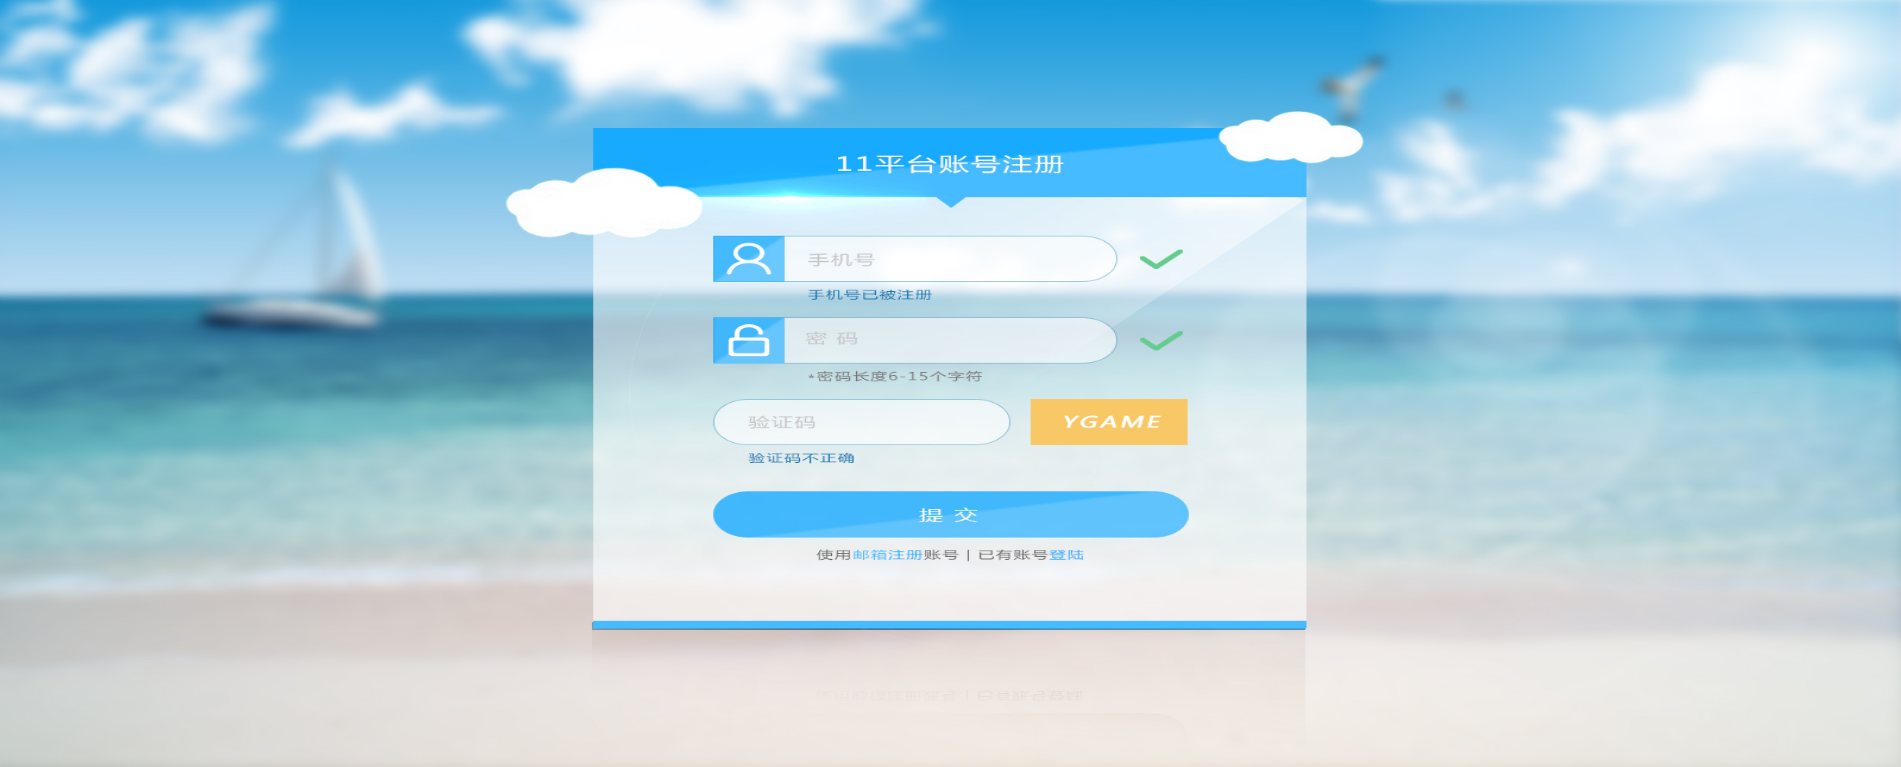 11平台账号注册
手机号
手机号已被注册
密 码
*密码长度6-15个字符
验证码
YGAME
验证码不正确
提 交
使用邮箱注册账号 | 已有账号登陆